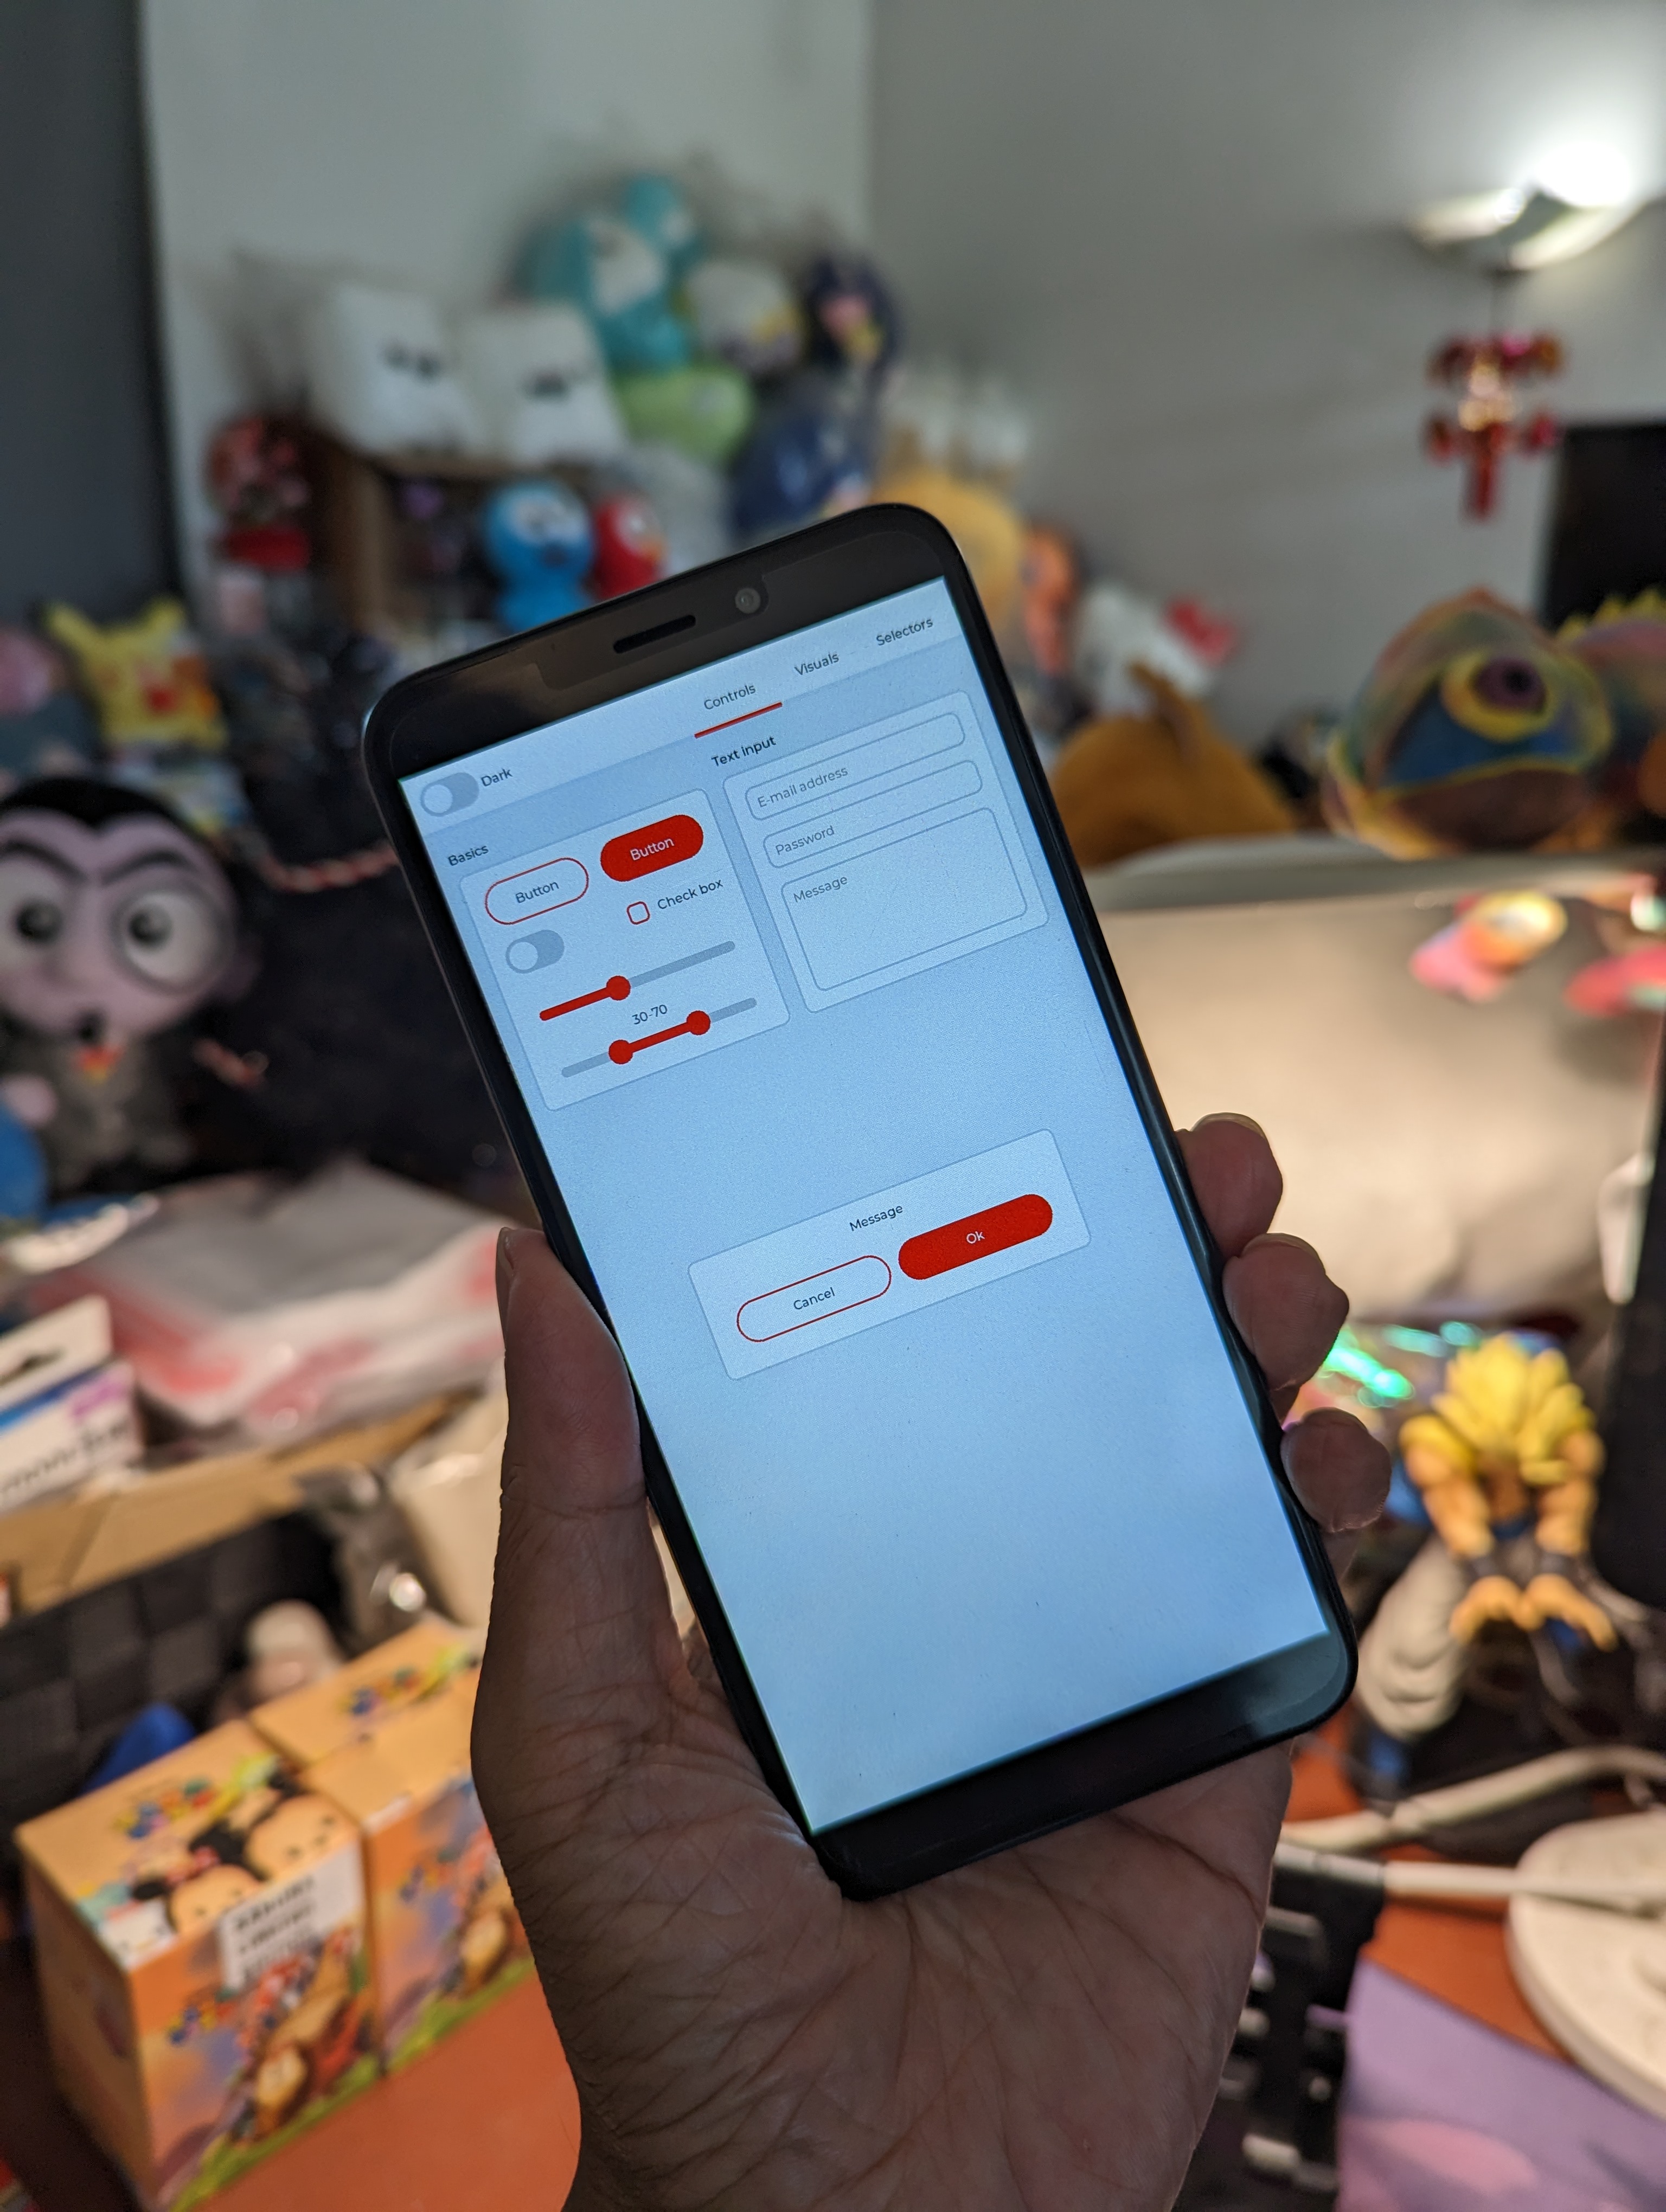 Dark
Controls
Visuals
Selectors
Basics
Button
Button
Check box
30-70
Text input
E-mail address
Password
Message
Message
Cancel
Ok